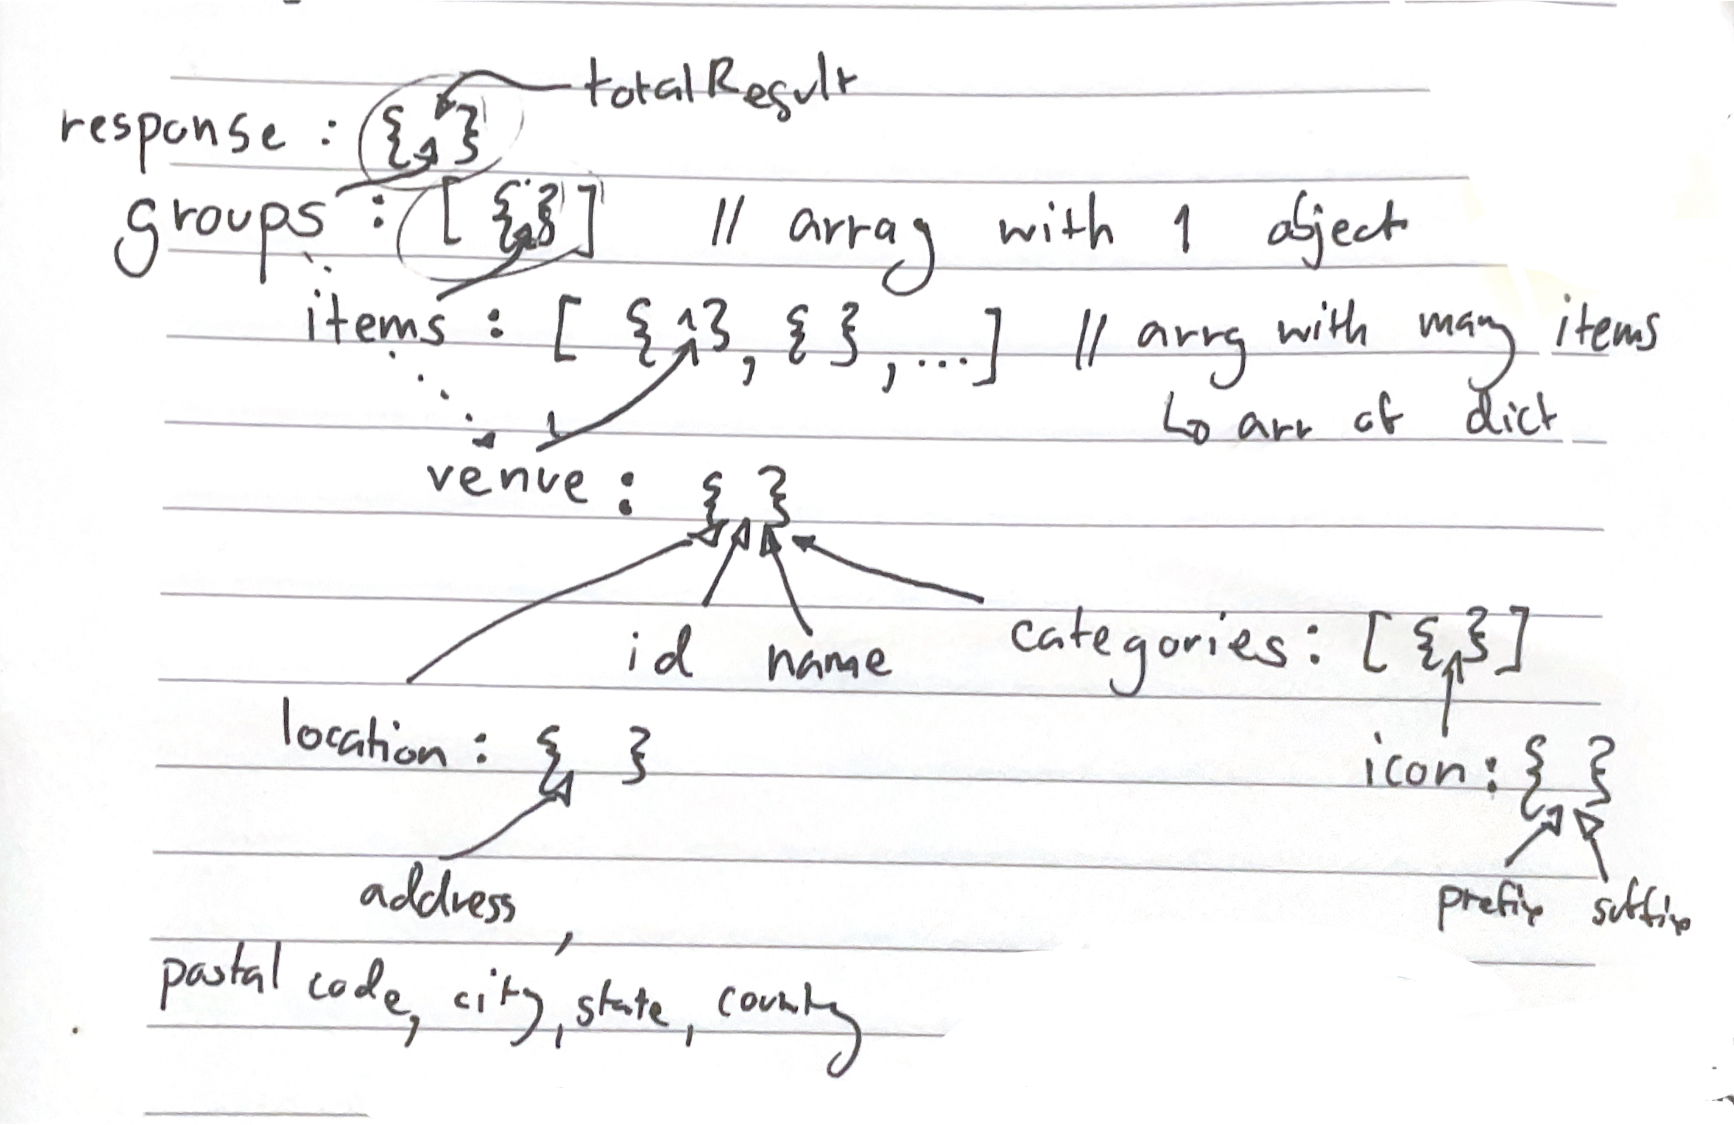 totalResult
response : { , }
groups : [ { } ] // array with 1 object
items : [ { }, { }, ... ] // arry with many items
↳ arr of dict
venue : { }
id name categories : [ { } ]
location : { } icon : { }
address, prefix suffix
postal code, city, state, country